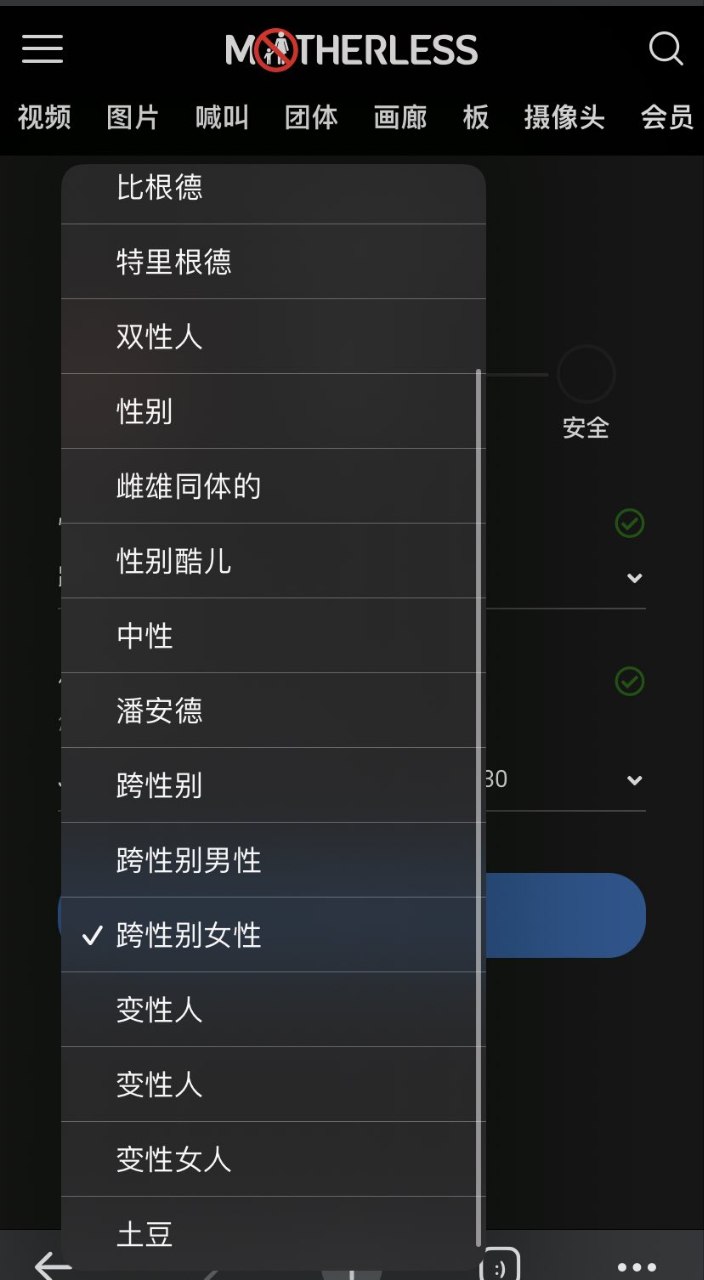 MOTHERLESS
视频 图片 喊叫 团体 画廊 板 摄像头 会员
比根德
特里根德
双性人
性别
安全
雌雄同体的
性别酷儿
中性
潘安德
跨性别
30
跨性别男性
跨性别女性
变性人
变性人
变性女人
土豆
:)